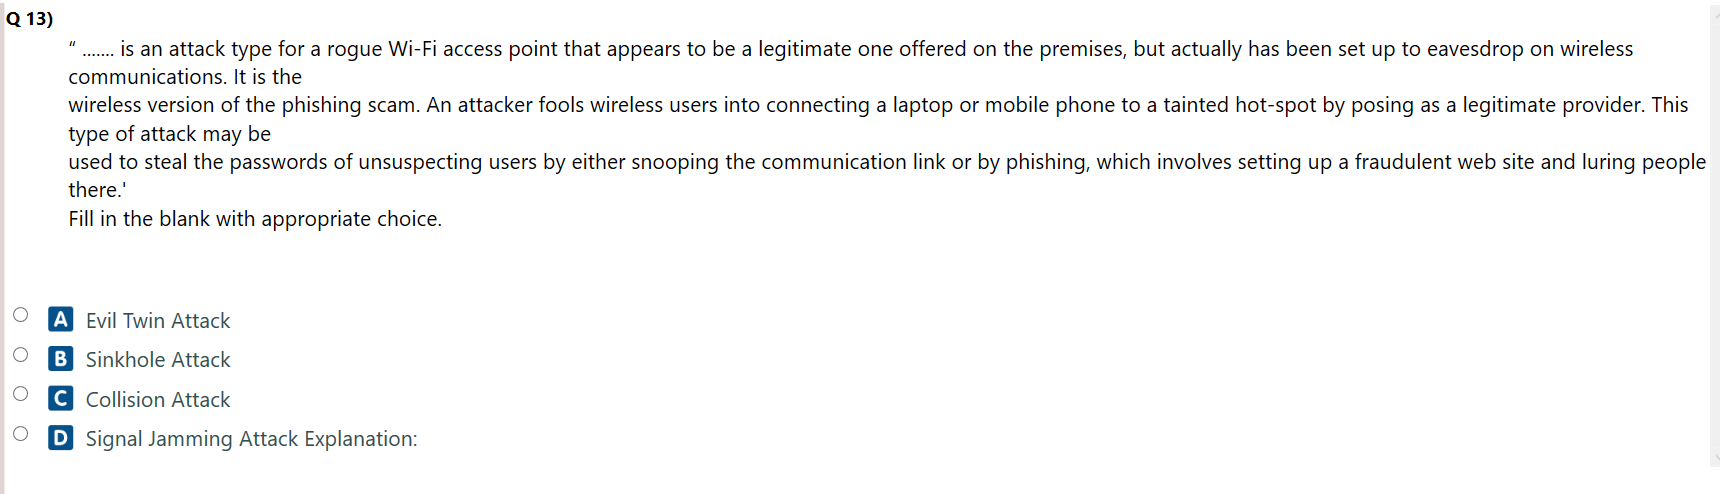 Q 13)
" ....... is an attack type for a rogue Wi-Fi access point that appears to be a legitimate one offered on the premises, but actually has been set up to eavesdrop on wireless
communications. It is the
wireless version of the phishing scam. An attacker fools wireless users into connecting a laptop or mobile phone to a tainted hot-spot by posing as a legitimate provider. This
type of attack may be
used to steal the passwords of unsuspecting users by either snooping the communication link or by phishing, which involves setting up a fraudulent web site and luring people
there.'
Fill in the blank with appropriate choice.
A Evil Twin Attack
B Sinkhole Attack
C Collision Attack
D Signal Jamming Attack Explanation: